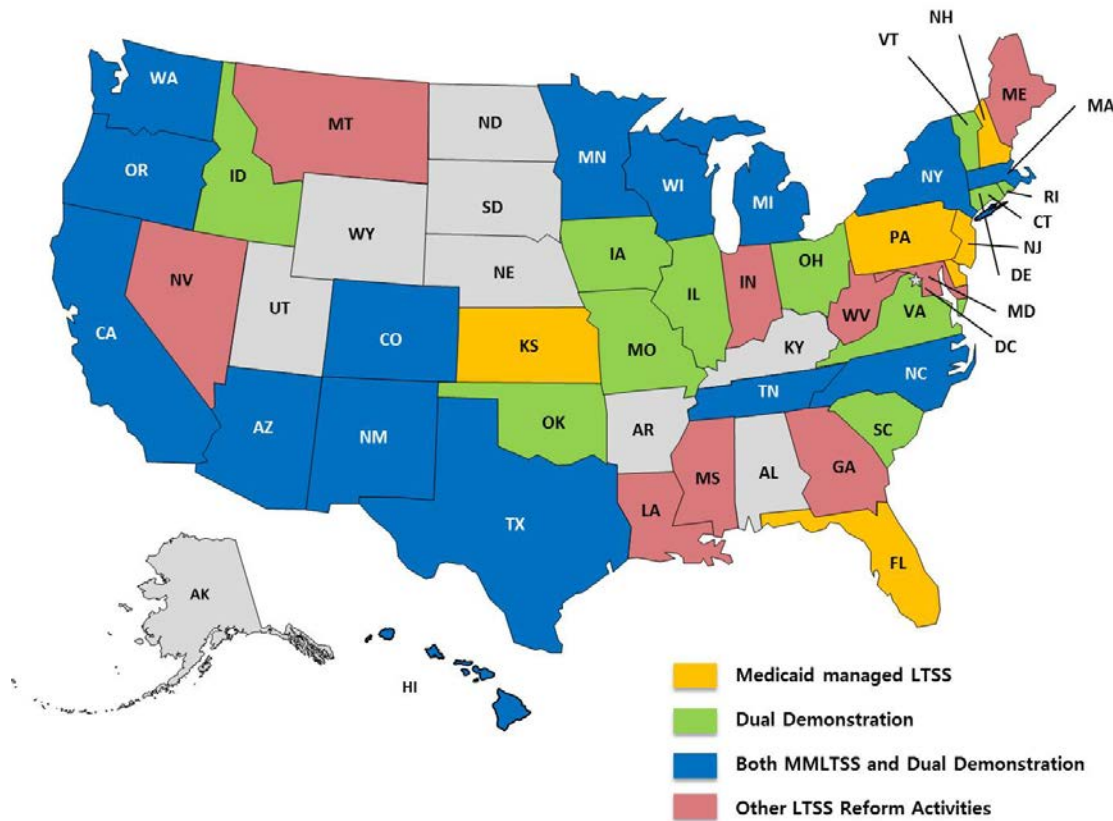 NH
VT
WA
ME
MT
ND
MA
MN
OR
ID
NY
WI
SD
MI
RI
WY
CT
PA
NJ
IA
NE
OH
DE
NV
IN
IL
UT
MD
WV
VA
CA
CO
KS
MO
DC
KY
NC
TN
OK
AZ
NM
AR
SC
MS
AL
GA
LA
TX
FL
AK
HI
Medicaid managed LTSS
Dual Demonstration
Both MMLTSS and Dual Demonstration
Other LTSS Reform Activities